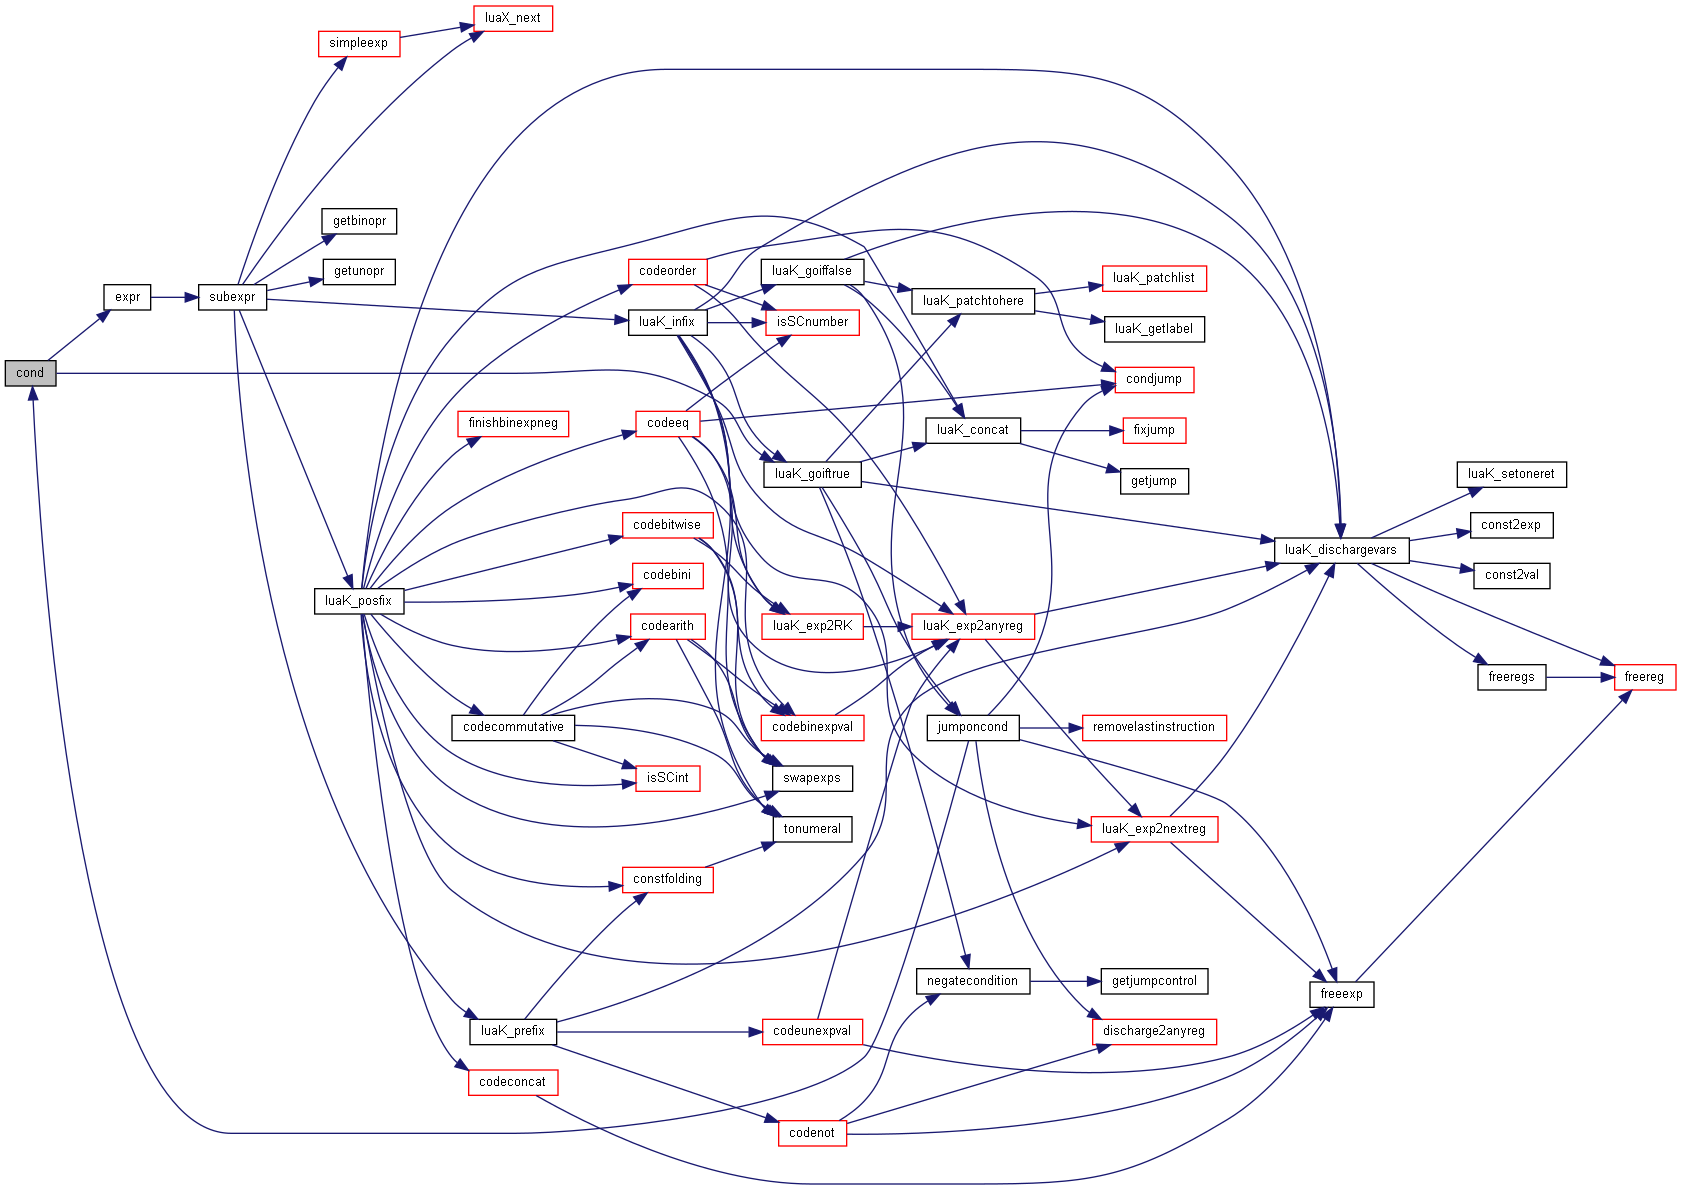 luaX_next
simpleexp
getbinopr
getunopr
expr
subexpr
cond
codeorder
luaK_goiffalse
luaK_patchlist
luaK_patchtohere
luaK_infix
isSCnumber
luaK_getlabel
condjump
finishbinexpneg
codeeq
luaK_concat
fixjump
luaK_goiftrue
getjump
luaK_setoneret
codebitwise
const2exp
luaK_dischargevars
codebini
const2val
luaK_posfix
codearith
luaK_exp2RK
luaK_exp2anyreg
freeregs
freereg
codecommutative
codebinexpval
jumponcond
removelastinstruction
isSCint
swapexps
tonumeral
luaK_exp2nextreg
constfolding
negatecondition
getjumpcontrol
freeexp
luaK_prefix
codeunexpval
discharge2anyreg
codeconcat
codenot